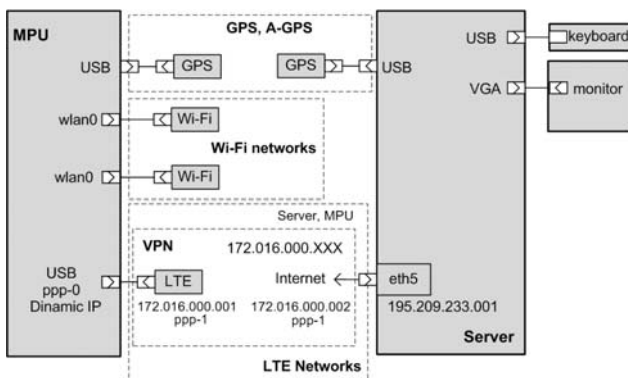 MPU
GPS, A-GPS
USB
GPS
GPS
USB
USB
keyboard
VGA
monitor
wlan0
Wi-Fi
Wi-Fi networks
wlan0
Wi-Fi
Server, MPU
VPN
172.016.000.XXX
USB
ppp-0
Dinamic IP
LTE
Internet
eth5
172.016.000.001
ppp-1
172.016.000.002
ppp-1
195.209.233.001
Server
LTE Networks